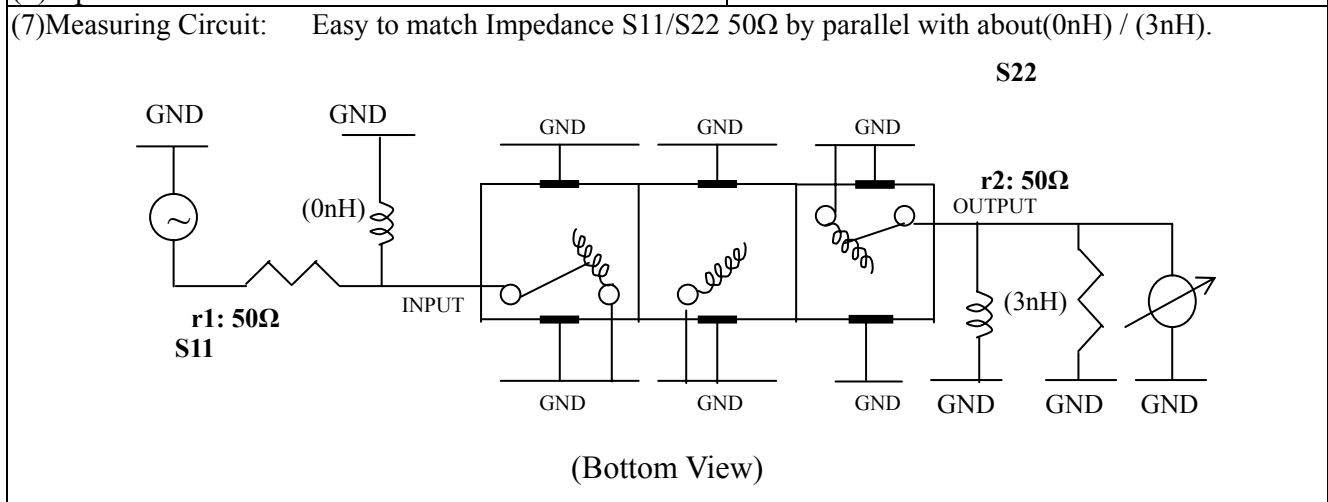 (7)Measuring Circuit: Easy to match Impedance S11/S22 50Ω by parallel with about(0nH) / (3nH).
S22
GND GND GND GND GND
r2: 50Ω
(0nH) OUTPUT
INPUT (3nH)
r1: 50Ω
S11
GND GND GND GND GND GND
(Bottom View)